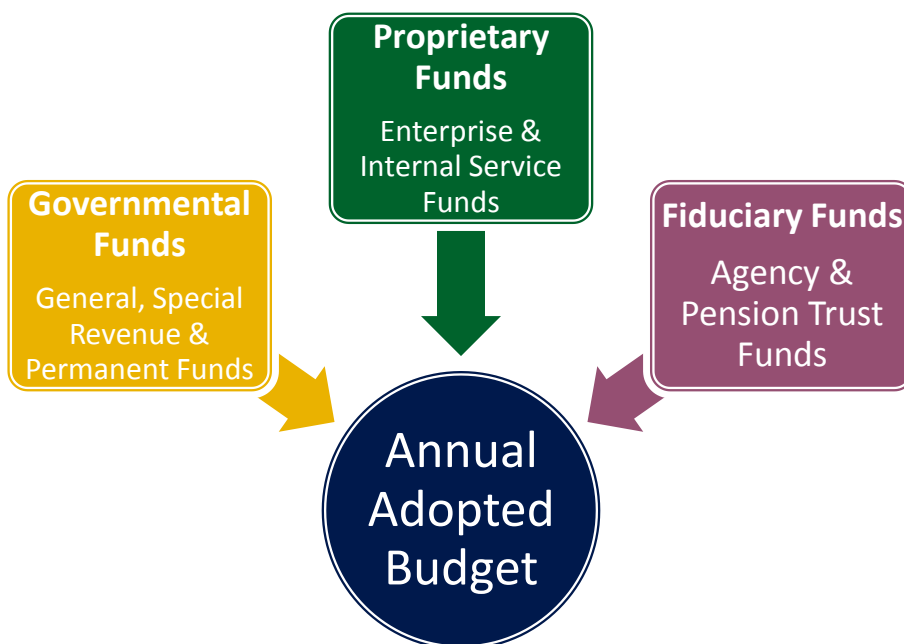 Proprietary
Funds
Enterprise &
Internal Service
Funds
Governmental
Funds
General, Special
Revenue &
Permanent Funds
Fiduciary Funds
Agency &
Pension Trust
Funds
Annual
Adopted
Budget